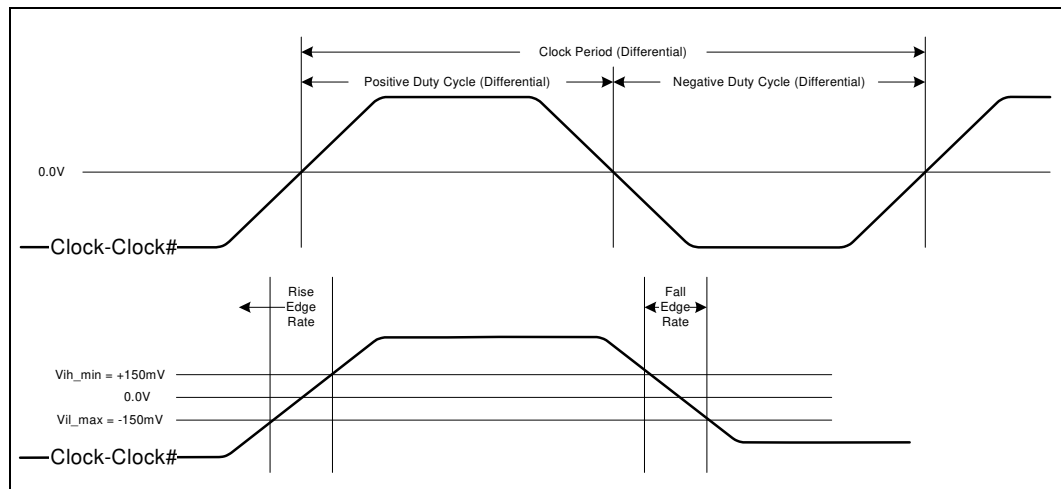 Clock Period (Differential)
Positive Duty Cycle (Differential)
Negative Duty Cycle (Differential)
0.0V
Clock-Clock#
Rise
Edge
Rate
Fall
Edge
Rate
Vih_min = +150mV
0.0V
Vil_max = -150mV
Clock-Clock#